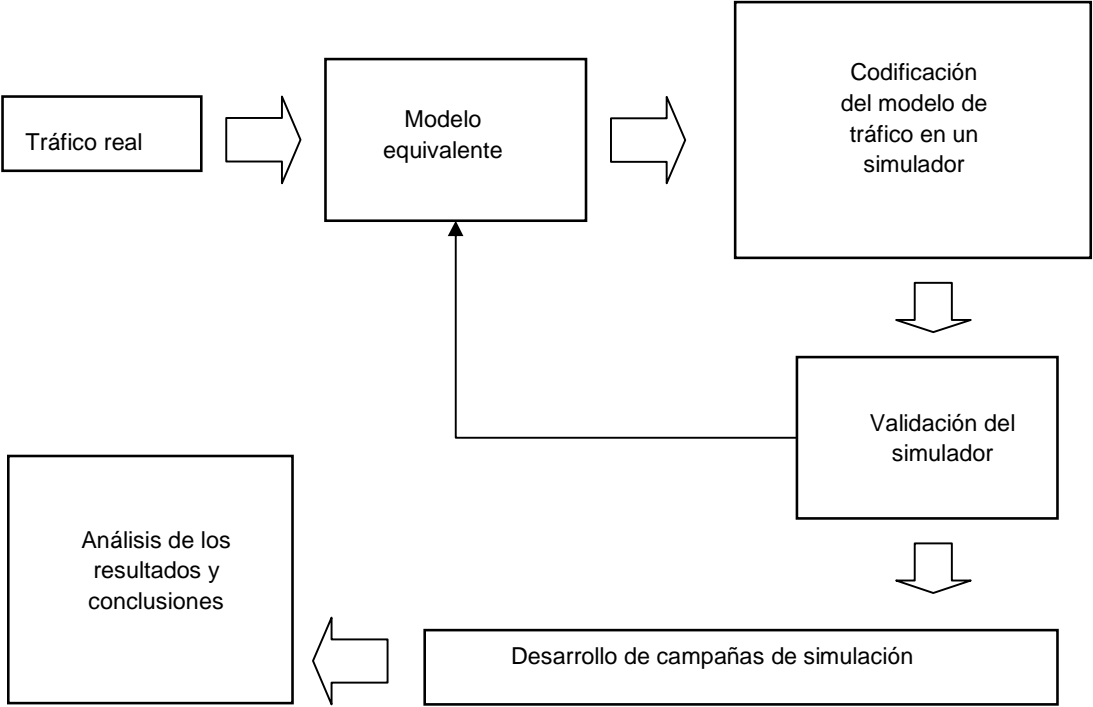 Tráfico real
Modelo
equivalente
Codificación
del modelo de
tráfico en un
simulador
Validación del
simulador
Análisis de los
resultados y
conclusiones
Desarrollo de campañas de simulación